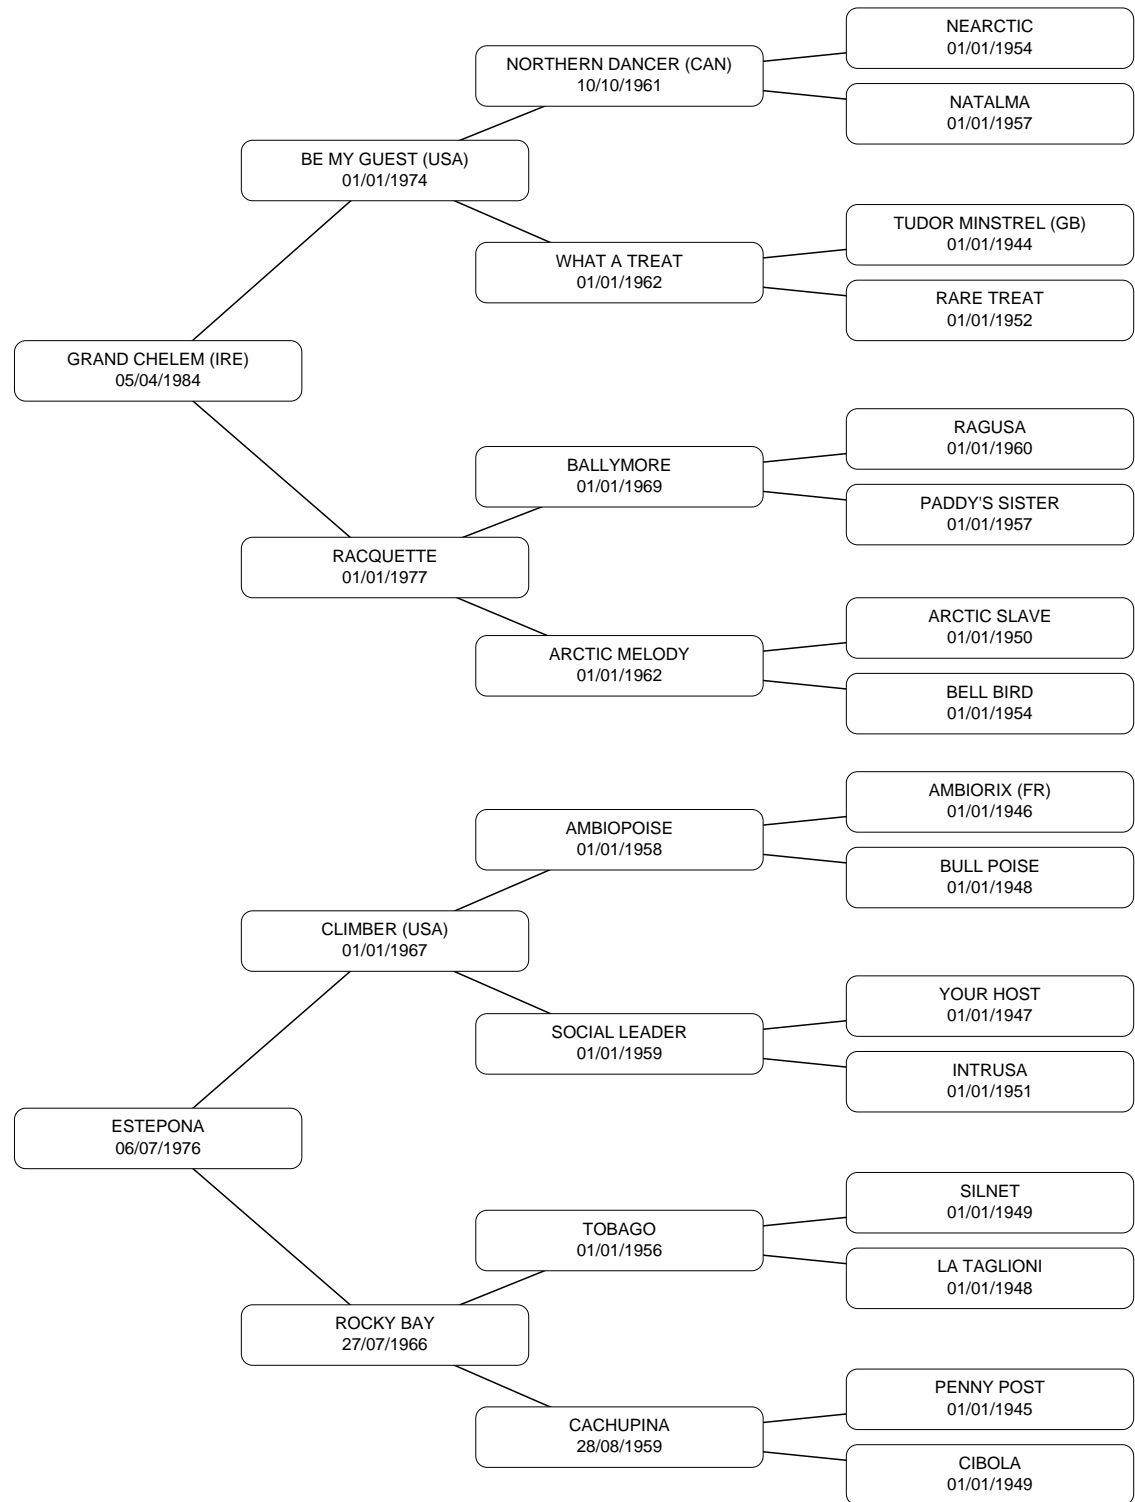 NEARCTIC
01/01/1954
NORTHERN DANCER (CAN)
10/10/1961
NATALMA
01/01/1957
BE MY GUEST (USA)
01/01/1974
TUDOR MINSTREL (GB)
01/01/1944
WHAT A TREAT
01/01/1962
RARE TREAT
01/01/1952
GRAND CHELEM (IRE)
05/04/1984
RAGUSA
01/01/1960
BALLYMORE
01/01/1969
PADDY'S SISTER
01/01/1957
RACQUETTE
01/01/1977
ARCTIC SLAVE
01/01/1950
ARCTIC MELODY
01/01/1962
BELL BIRD
01/01/1954
AMBIORIX (FR)
01/01/1946
AMBIOPOISE
01/01/1958
BULL POISE
01/01/1948
CLIMBER (USA)
01/01/1967
YOUR HOST
01/01/1947
SOCIAL LEADER
01/01/1959
INTRUSA
01/01/1951
ESTEPONA
06/07/1976
SILNET
01/01/1949
TOBAGO
01/01/1956
LA TAGLIONI
01/01/1948
ROCKY BAY
27/07/1966
PENNY POST
01/01/1945
CACHUPINA
28/08/1959
CIBOLA
01/01/1949